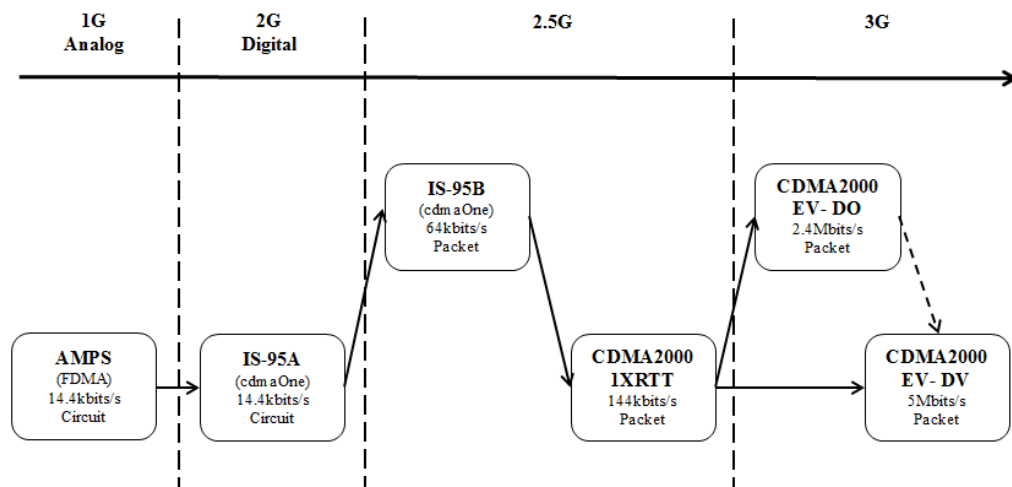 1G
Analog
2G
Digital
2.5G
3G
IS-95B
(cdmaOne)
64kbits/s
Packet
CDMA2000
EV- DO
2.4Mbits/s
Packet
AMPS
(FDMA)
14.4kbits/s
Circuit
IS-95A
(cdmaOne)
14.4kbits/s
Circuit
CDMA2000
1XRTT
144kbits/s
Packet
CDMA2000
EV- DV
5Mbits/s
Packet